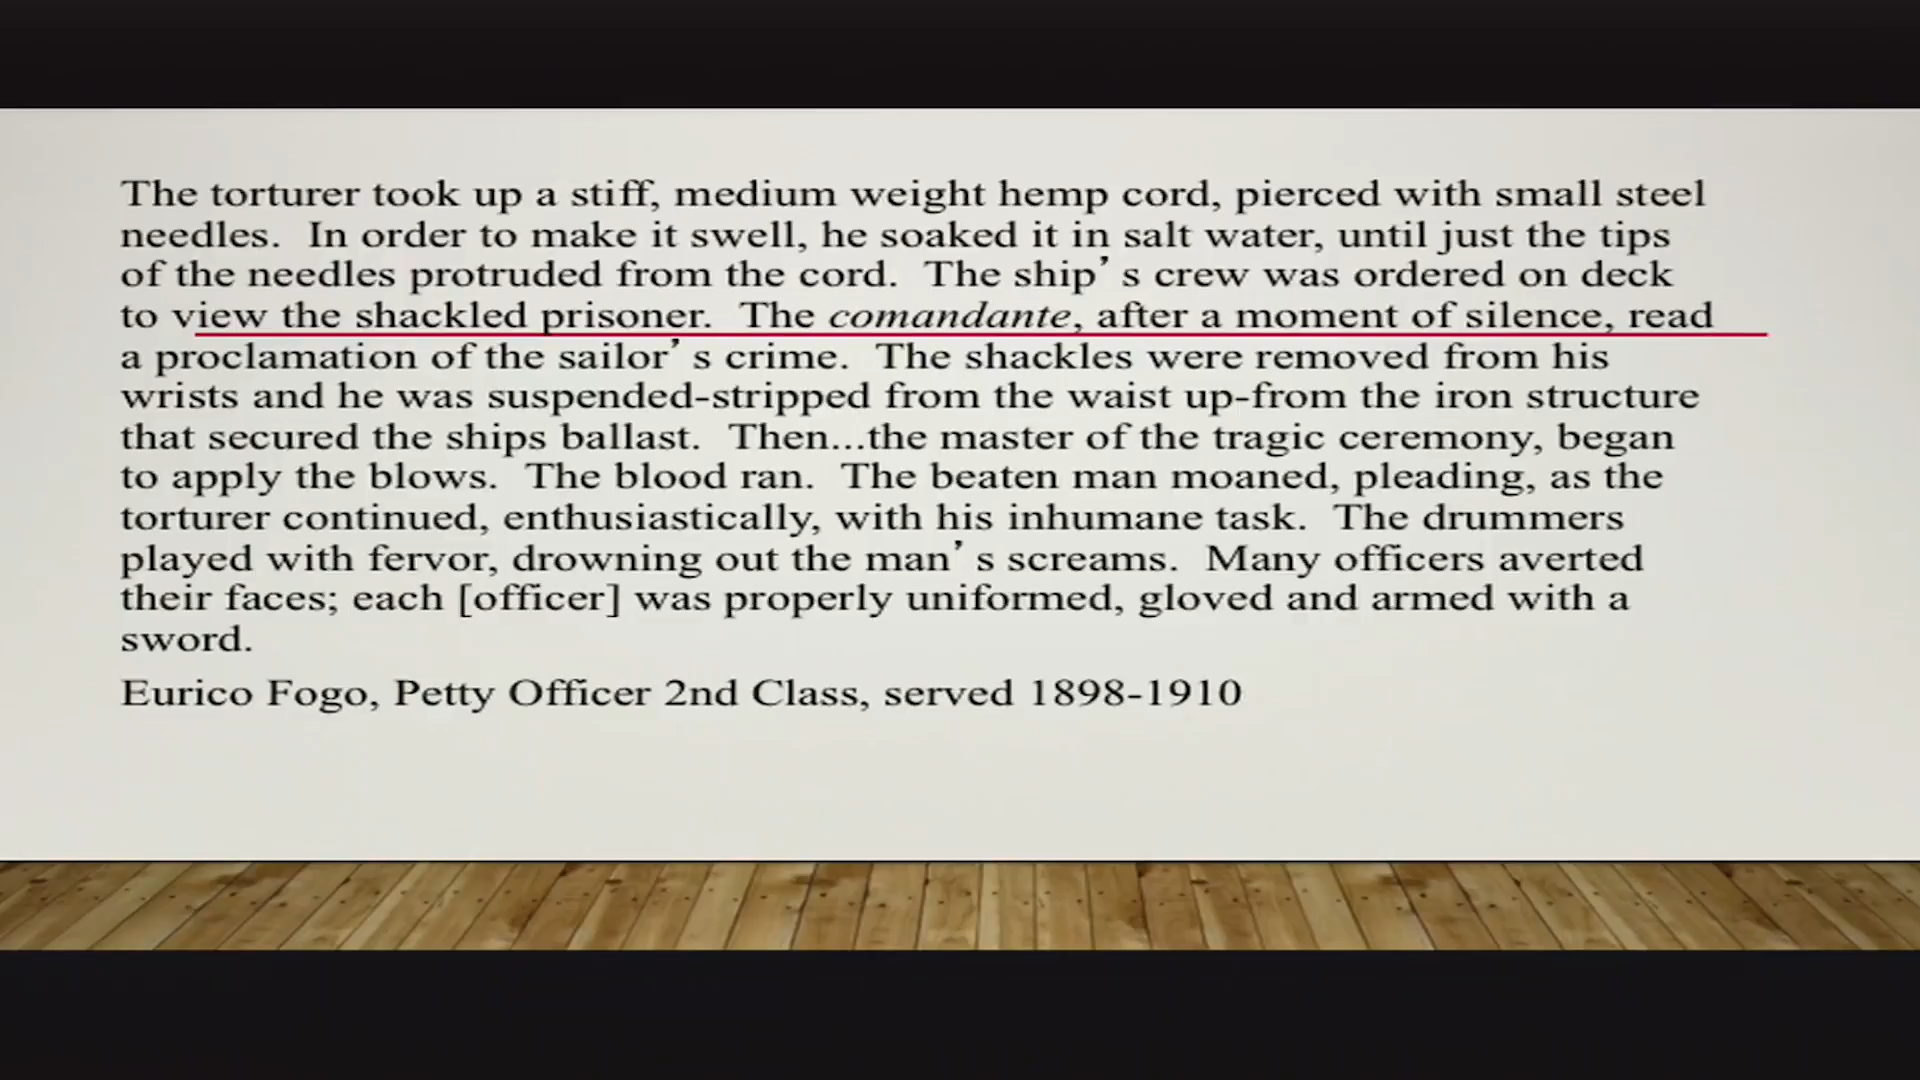 The torturer took up a stiff, medium weight hemp cord, pierced with small steel
needles.  In order to make it swell, he soaked it in salt water, until just the tips
of the needles protruded from the cord.  The ship’s crew was ordered on deck
to view the shackled prisoner.  The comandante, after a moment of silence, read
a proclamation of the sailor’s crime.  The shackles were removed from his
wrists and he was suspended-stripped from the waist up-from the iron structure
that secured the ships ballast.  Then...the master of the tragic ceremony, began
to apply the blows.  The blood ran.  The beaten man moaned, pleading, as the
torturer continued, enthusiastically, with his inhumane task.  The drummers
played with fervor, drowning out the man’s screams.  Many officers averted
their faces; each [officer] was properly uniformed, gloved and armed with a
sword.
Eurico Fogo, Petty Officer 2nd Class, served 1898-1910